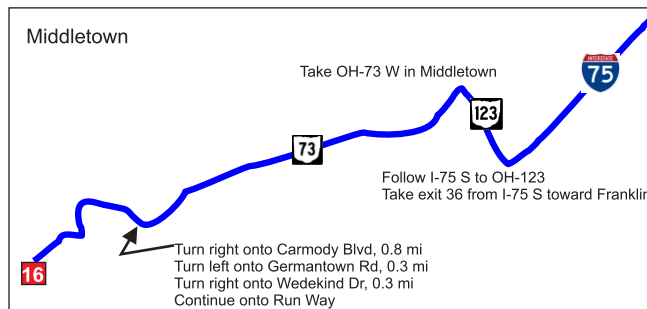 Middletown
Take OH-73 W in Middletown
INTERSTATE
75
123
73
Follow I-75 S to OH-123
Take exit 36 from I-75 S toward Franklin
Turn right onto Carmody Blvd, 0.8 mi
Turn left onto Germantown Rd, 0.3 mi
Turn right onto Wedekind Dr, 0.3 mi
Continue onto Run Way
16